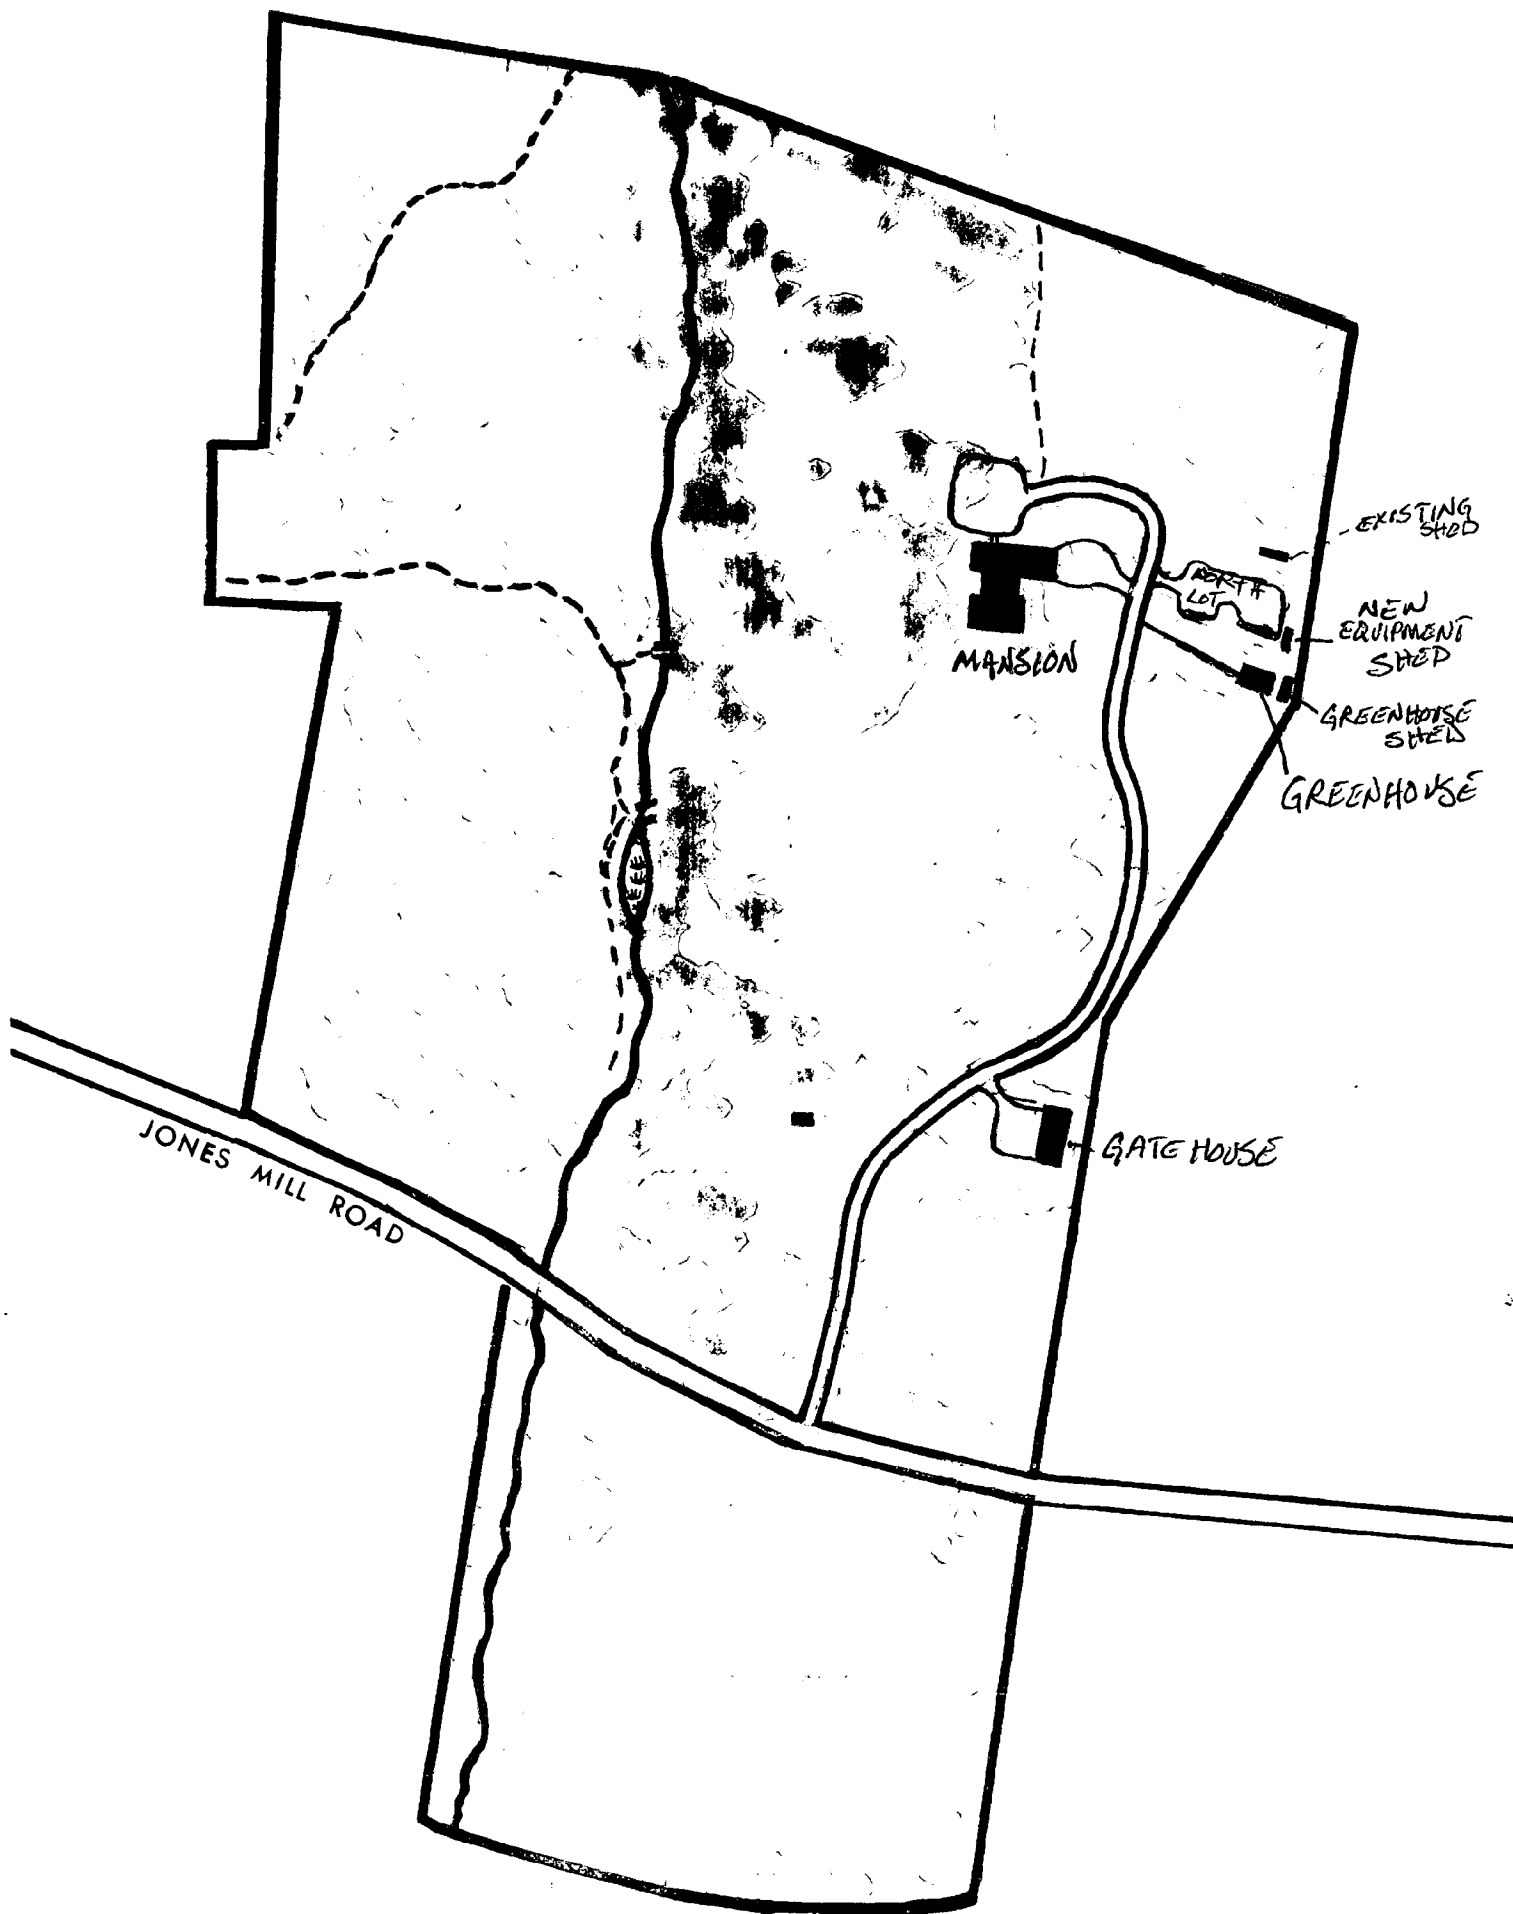 EXISTING
SHED
NORTH
LOT
NEW
EQUIPMENT
SHED
MANSION
GREENHOUSE
SHED
GREENHOUSE
GATE HOUSE
JONES MILL ROAD